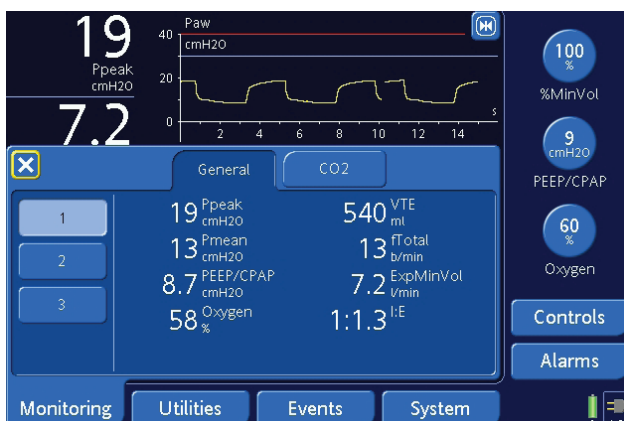 19
Ppeak
cmH2O
7.2
Paw
cmH2O
40
20
0
2 4 6 8 10 12 14 s
General
CO2
1
2
3
19 Ppeak cmH2O
13 Pmean cmH2O
8.7 PEEP/CPAP cmH2O
58 Oxygen %
540 VTE ml
13 fTotal b/min
7.2 ExpMinVol l/min
1:1.3 I:E
100
%
%MinVol
9
cmH2O
PEEP/CPAP
60
%
Oxygen
Controls
Alarms
Monitoring
Utilities
Events
System